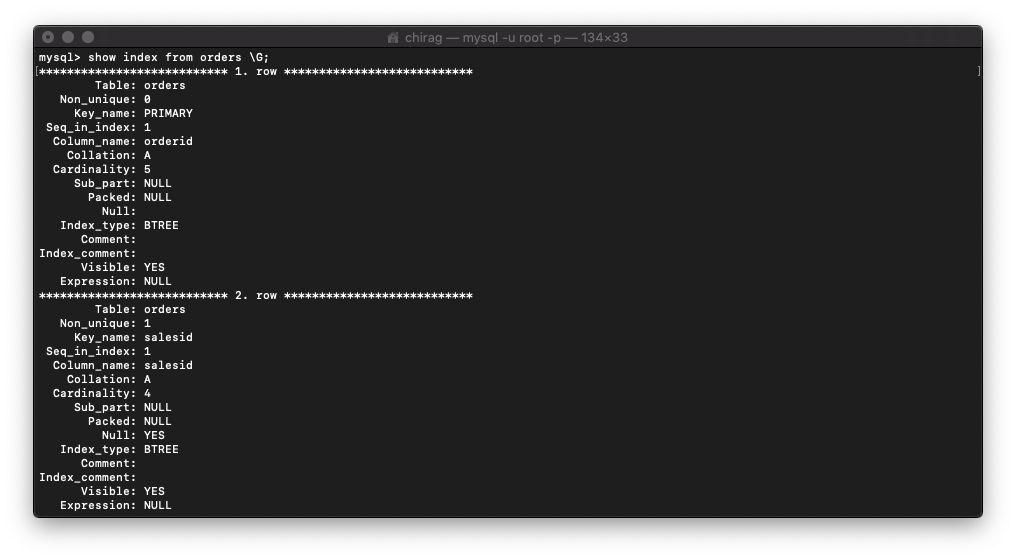 chirag — mysql -u root -p — 134×33
mysql> show index from orders \G;
[*************************** 1. row *************************** ]
Table: orders
Non_unique: 0
Key_name: PRIMARY
Seq_in_index: 1
Column_name: orderid
Collation: A
Cardinality: 5
Sub_part: NULL
Packed: NULL
Null:
Index_type: BTREE
Comment:
Index_comment:
Visible: YES
Expression: NULL
*************************** 2. row ***************************
Table: orders
Non_unique: 1
Key_name: salesid
Seq_in_index: 1
Column_name: salesid
Collation: A
Cardinality: 4
Sub_part: NULL
Packed: NULL
Null: YES
Index_type: BTREE
Comment:
Index_comment:
Visible: YES
Expression: NULL